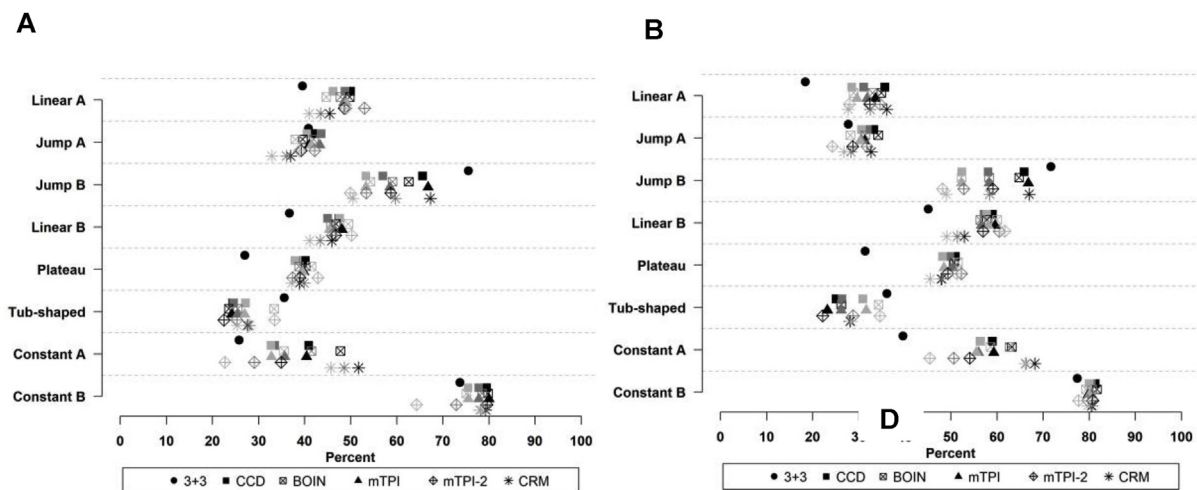 A
Linear A
Jump A
Jump B
Linear B
Plateau
Tub-shaped
Constant A
Constant B
0 10 20 30 40 50 60 70 80 90 100
Percent
3+3 CCD BOIN mTPI mTPI-2 CRM
B
Linear A
Jump A
Jump B
Linear B
Plateau
Tub-shaped
Constant A
Constant B
D
0 10 20 50 60 70 80 90 100
Percent
3+3 CCD BOIN mTPI mTPI-2 CRM